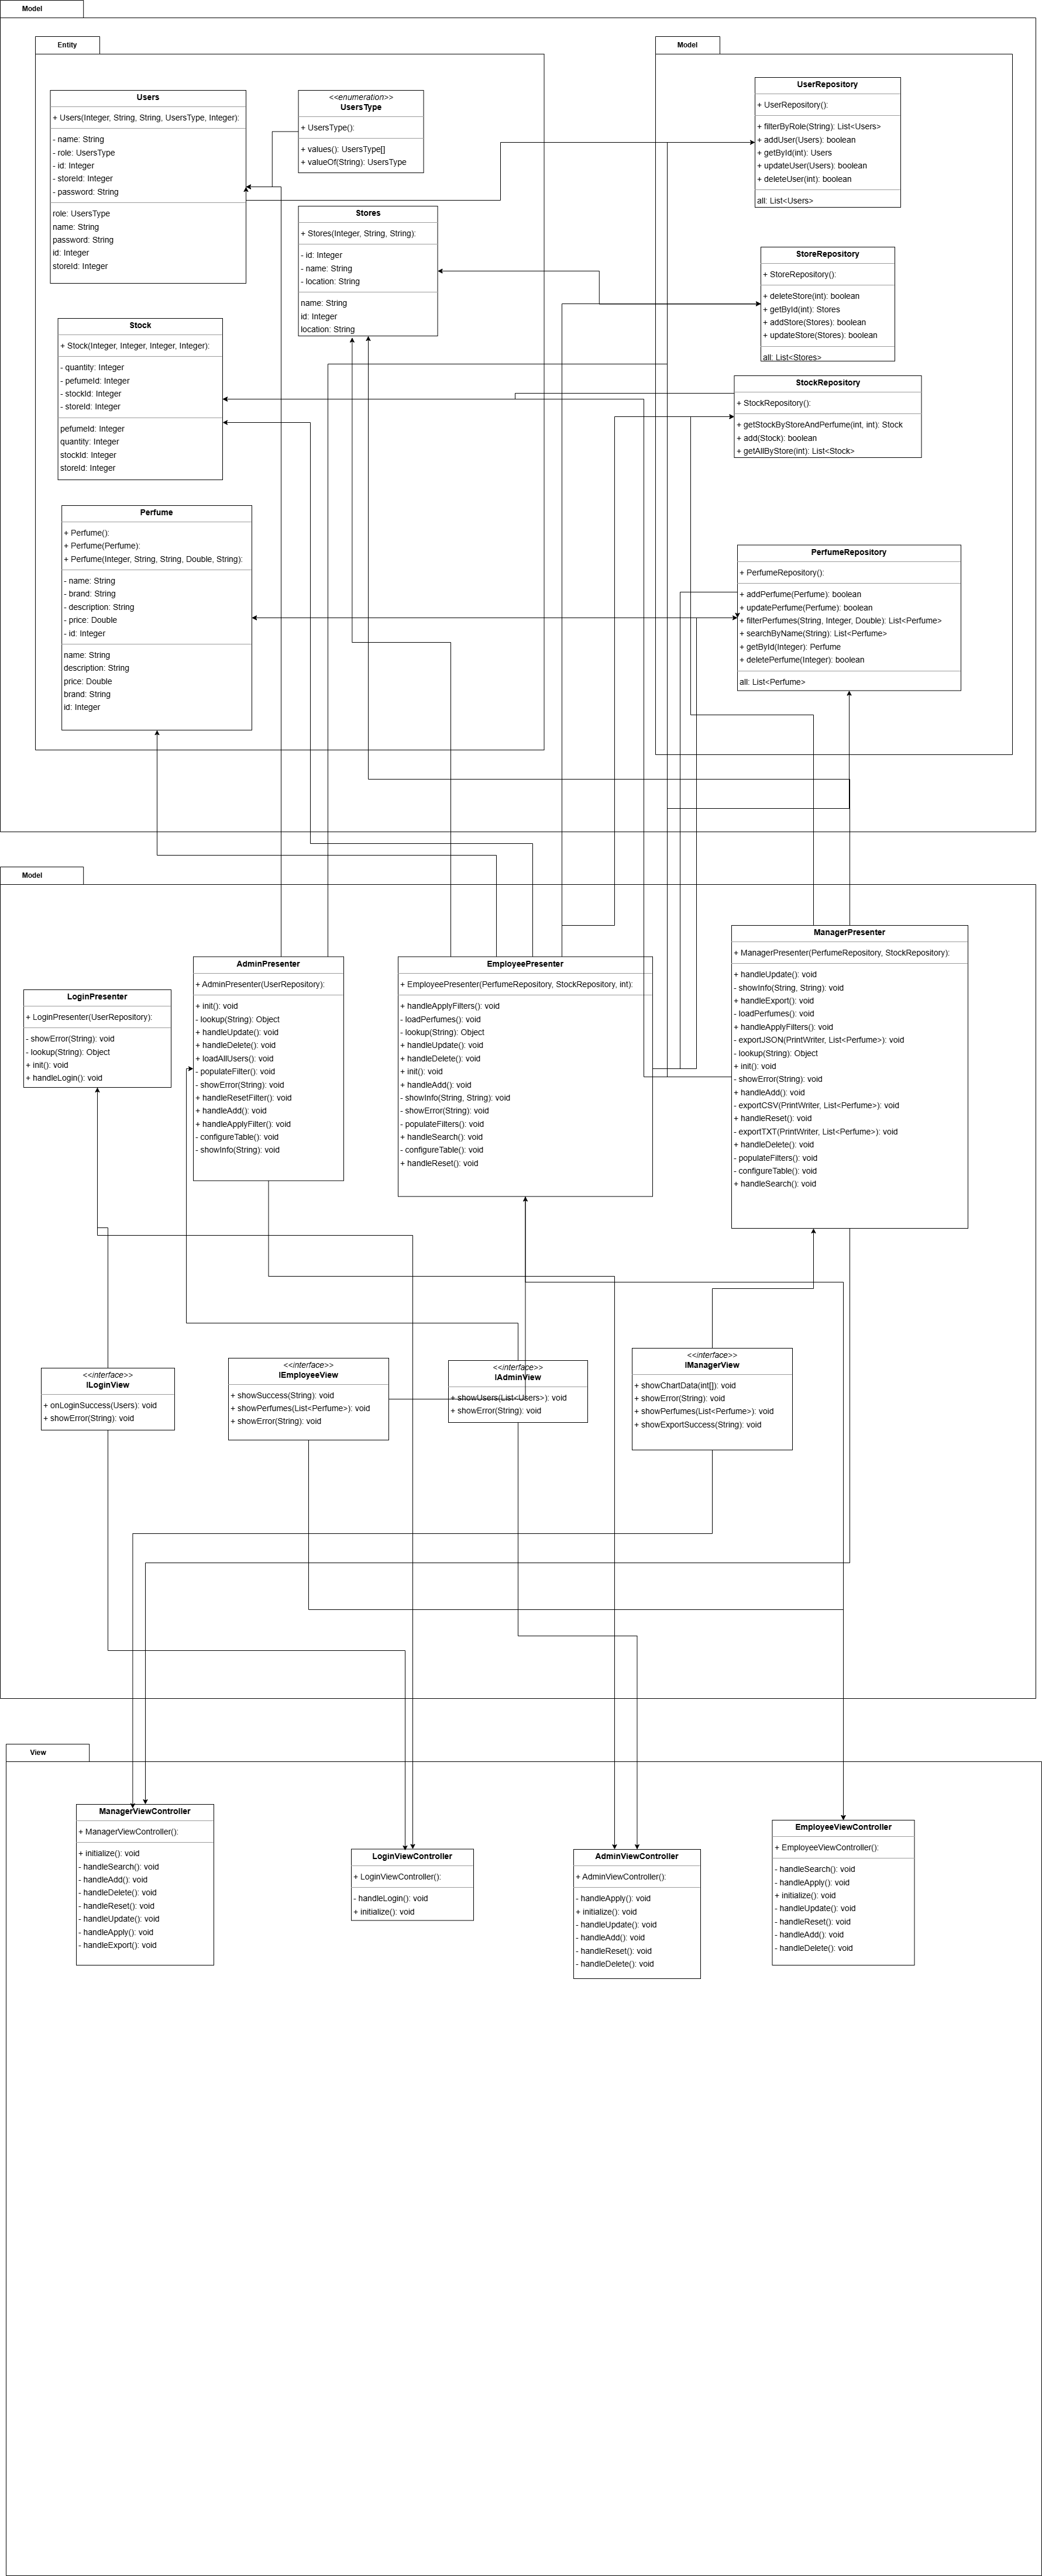 Model
Entity
Users
+ Users(Integer, String, String, UsersType, Integer):
- name: String
- role: UsersType
- id: Integer
- storeId: Integer
- password: String
role: UsersType
name: String
password: String
id: Integer
storeId: Integer
<<enumeration>>
UsersType
+ UsersType():
+ values(): UsersType[]
+ valueOf(String): UsersType
Stores
+ Stores(Integer, String, String):
- id: Integer
- name: String
- location: String
name: String
id: Integer
location: String
Stock
+ Stock(Integer, Integer, Integer, Integer):
- quantity: Integer
- pefumeId: Integer
- stockId: Integer
- storeId: Integer
pefumeId: Integer
quantity: Integer
stockId: Integer
storeId: Integer
Perfume
+ Perfume():
+ Perfume(Perfume):
+ Perfume(Integer, String, String, Double, String):
- name: String
- brand: String
- description: String
- price: Double
- id: Integer
name: String
description: String
price: Double
brand: String
id: Integer
Model
UserRepository
+ UserRepository():
+ filterByRole(String): List<Users>
+ addUser(Users): boolean
+ getById(int): Users
+ updateUser(Users): boolean
+ deleteUser(int): boolean
all: List<Users>
StoreRepository
+ StoreRepository():
+ deleteStore(int): boolean
+ getById(int): Stores
+ addStore(Stores): boolean
+ updateStore(Stores): boolean
all: List<Stores>
StockRepository
+ StockRepository():
+ getStockByStoreAndPerfume(int, int): Stock
+ add(Stock): boolean
+ getAllByStore(int): List<Stock>
PerfumeRepository
+ PerfumeRepository():
+ addPerfume(Perfume): boolean
+ updatePerfume(Perfume): boolean
+ filterPerfumes(String, Integer, Double): List<Perfume>
+ searchByName(String): List<Perfume>
+ getById(Integer): Perfume
+ deletePerfume(Integer): boolean
all: List<Perfume>
Model
LoginPresenter
+ LoginPresenter(UserRepository):
- showError(String): void
- lookup(String): Object
+ init(): void
+ handleLogin(): void
AdminPresenter
+ AdminPresenter(UserRepository):
+ init(): void
- lookup(String): Object
+ handleUpdate(): void
+ handleDelete(): void
+ loadAllUsers(): void
- populateFilter(): void
- showError(String): void
+ handleResetFilter(): void
+ handleAdd(): void
+ handleApplyFilter(): void
- configureTable(): void
- showInfo(String): void
EmployeePresenter
+ EmployeePresenter(PerfumeRepository, StockRepository, int):
+ handleApplyFilters(): void
- loadPerfumes(): void
- lookup(String): Object
+ handleUpdate(): void
+ handleDelete(): void
+ init(): void
+ handleAdd(): void
- showInfo(String, String): void
- showError(String): void
- populateFilters(): void
+ handleSearch(): void
- configureTable(): void
+ handleReset(): void
ManagerPresenter
+ ManagerPresenter(PerfumeRepository, StockRepository):
+ handleUpdate(): void
- showInfo(String, String): void
+ handleExport(): void
- loadPerfumes(): void
+ handleApplyFilters(): void
- exportJSON(PrintWriter, List<Perfume>): void
- lookup(String): Object
+ init(): void
- showError(String): void
+ handleAdd(): void
- exportCSV(PrintWriter, List<Perfume>): void
+ handleReset(): void
- exportTXT(PrintWriter, List<Perfume>): void
+ handleDelete(): void
- populateFilters(): void
- configureTable(): void
+ handleSearch(): void
<<interface>>
ILoginView
+ onLoginSuccess(Users): void
+ showError(String): void
<<interface>>
IEmployeeView
+ showSuccess(String): void
+ showPerfumes(List<Perfume>): void
+ showError(String): void
<<interface>>
IAdminView
+ showUsers(List<Users>): void
+ showError(String): void
<<interface>>
IManagerView
+ showChartData(int[]): void
+ showError(String): void
+ showPerfumes(List<Perfume>): void
+ showExportSuccess(String): void
View
ManagerViewController
+ ManagerViewController():
+ initialize(): void
- handleSearch(): void
- handleAdd(): void
- handleDelete(): void
- handleReset(): void
- handleUpdate(): void
- handleApply(): void
- handleExport(): void
LoginViewController
+ LoginViewController():
- handleLogin(): void
+ initialize(): void
AdminViewController
+ AdminViewController():
- handleApply(): void
+ initialize(): void
- handleUpdate(): void
- handleAdd(): void
- handleReset(): void
- handleDelete(): void
EmployeeViewController
+ EmployeeViewController():
- handleSearch(): void
- handleApply(): void
+ initialize(): void
- handleUpdate(): void
- handleReset(): void
- handleAdd(): void
- handleDelete(): void